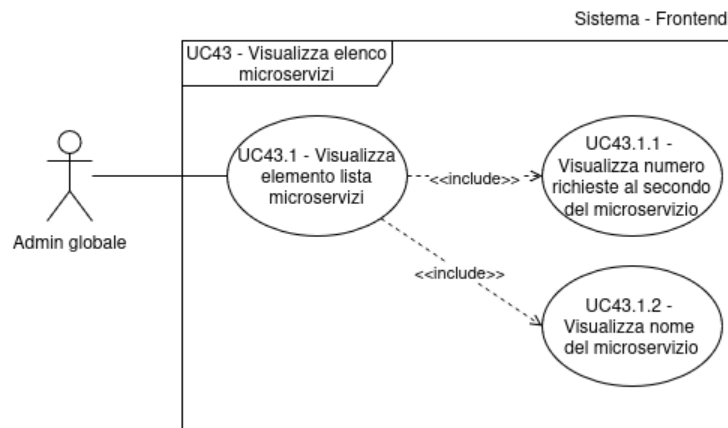 Sistema - Frontend
UC43 - Visualizza elenco
microservizi
UC43.1 - Visualizza
elemento lista
microservizi
<<include>>
UC43.1.1 -
Visualizza numero
richieste al secondo
del microservizio
Admin globale
<<include>>
UC43.1.2 -
Visualizza nome
del microservizio